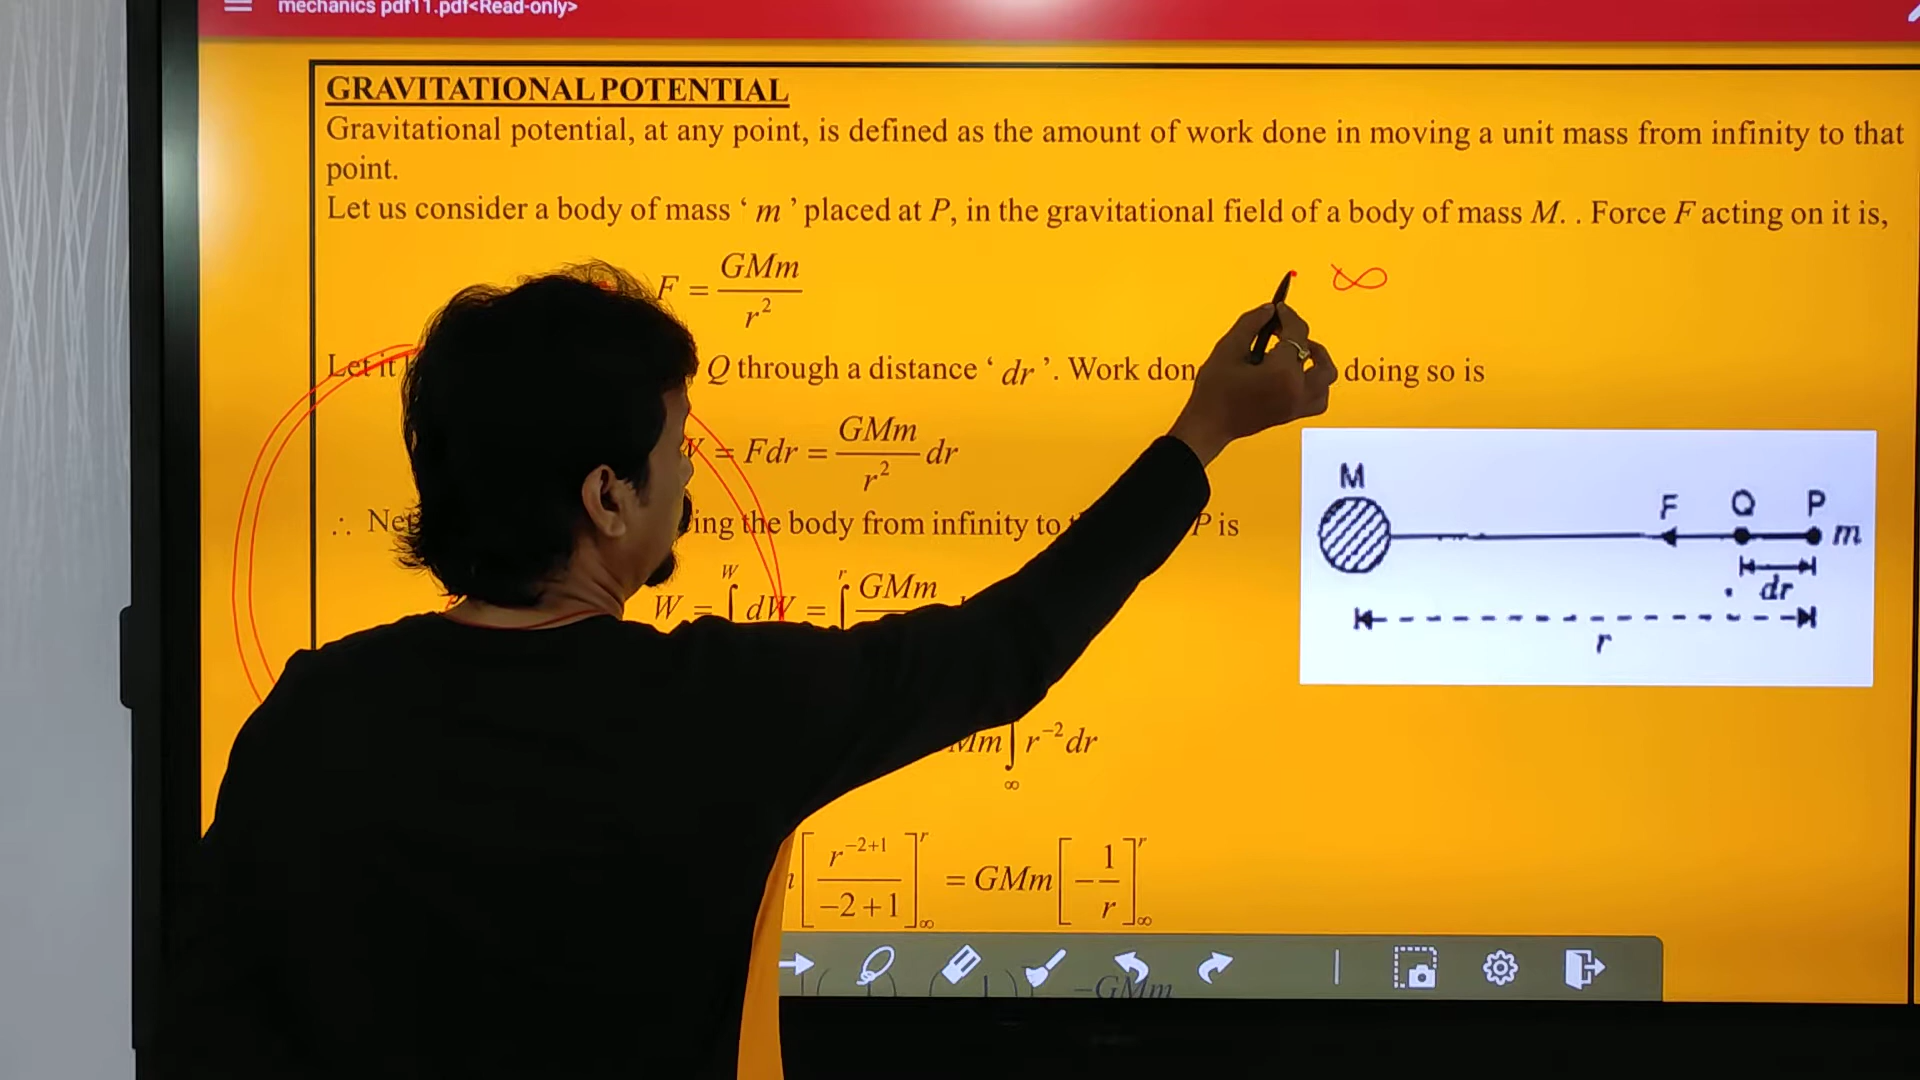 mechanics pdf11.pdf<Read-only>
GRAVITATIONAL POTENTIAL
Gravitational potential, at any point, is defined as the amount of work done in moving a unit mass from infinity to that
point.
Let us consider a body of mass ‘ m ’ placed at P, in the gravitational field of a body of mass M. . Force F acting on it is,
F = GMm / r²
∞
Let it Q through a distance ‘ dr ’. Work doing so is
= Fdr = GMm / r² dr
∴ the body from infinity to P is
W = ∫ᵂ dW = ∫ʳ GMm
M
F Q P
m
dr
r
Mm ∫_∞ r⁻² dr
[ r⁻²⁺¹ / −2+1 ]_∞^r = GMm [ − 1 / r ]_∞^r
−GMm